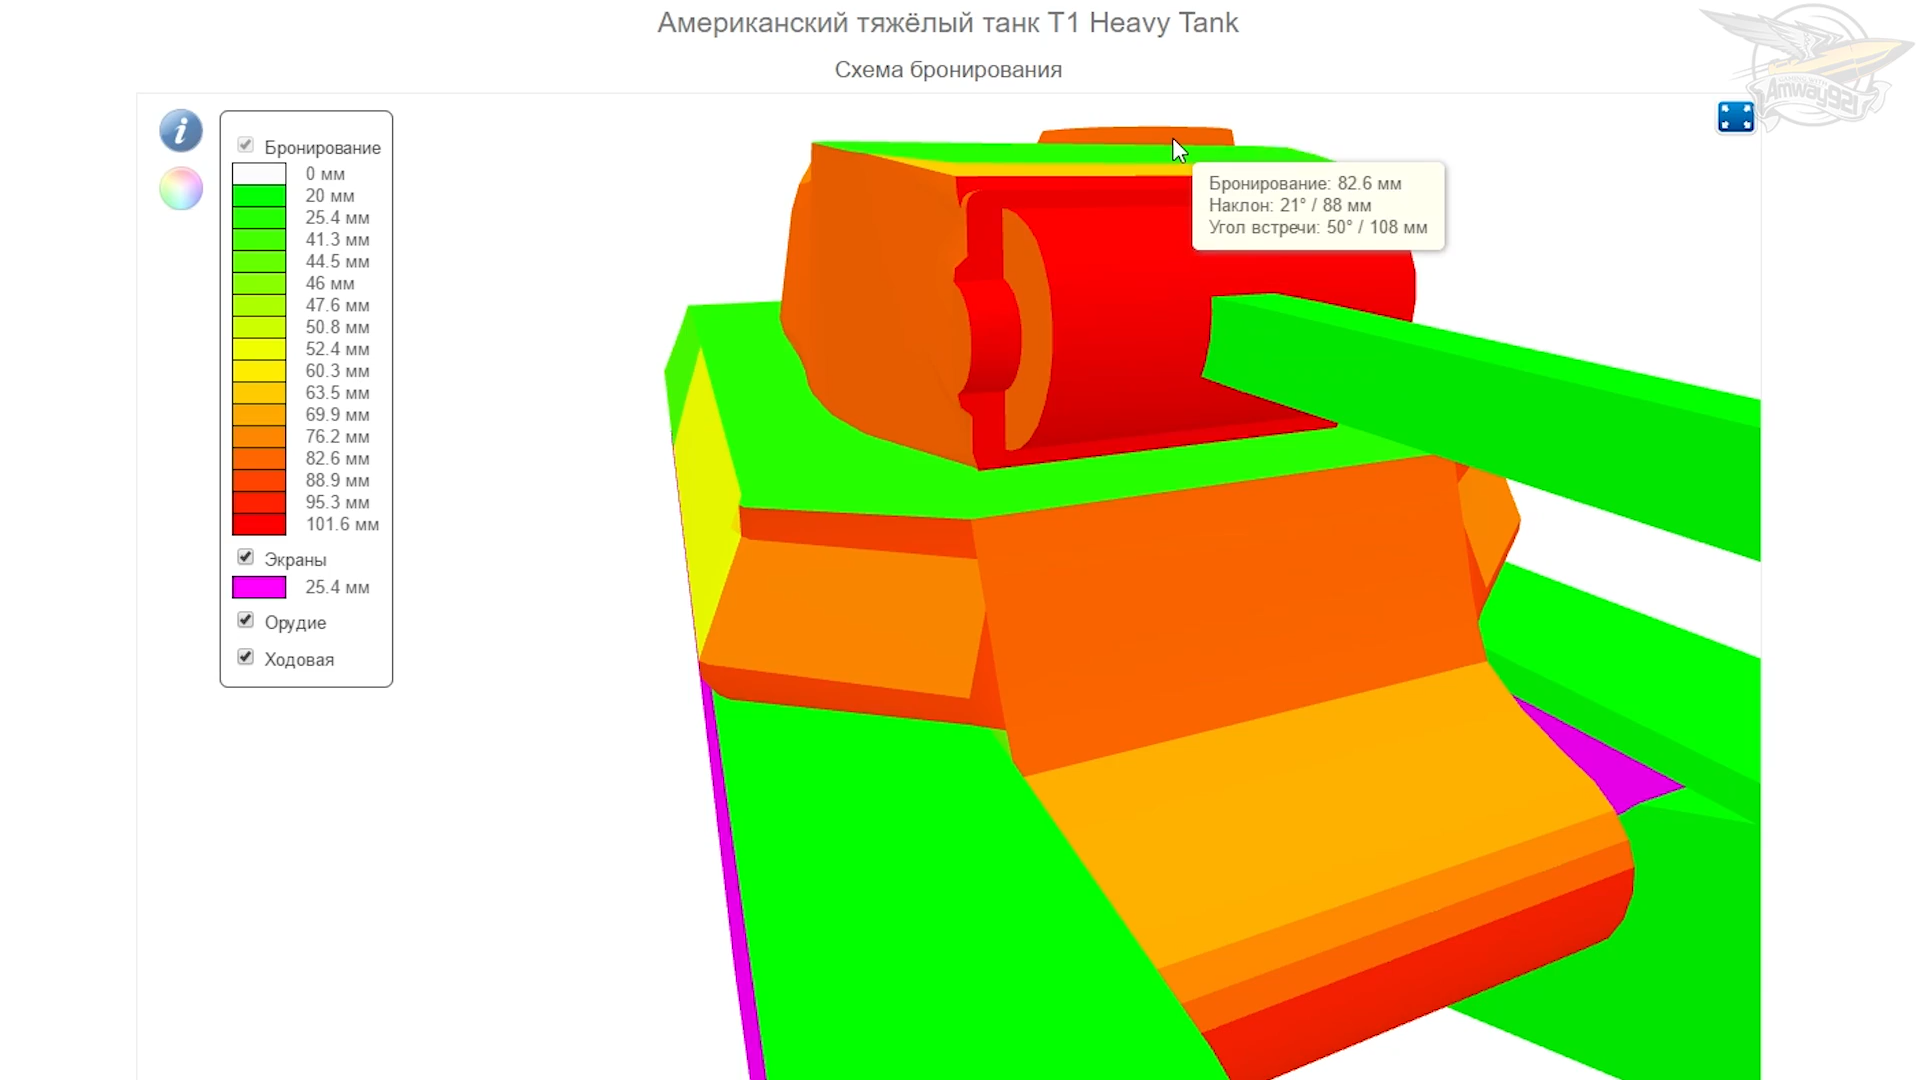 Американский тяжёлый танк T1 Heavy Tank
Схема бронирования
Бронирование
0 мм
20 мм
25.4 мм
41.3 мм
44.5 мм
46 мм
47.6 мм
50.8 мм
52.4 мм
60.3 мм
63.5 мм
69.9 мм
76.2 мм
82.6 мм
88.9 мм
95.3 мм
101.6 мм
Экраны
25.4 мм
Орудие
Ходовая
Бронирование: 82.6 мм
Наклон: 21° / 88 мм
Угол встречи: 50° / 108 мм
Amway921